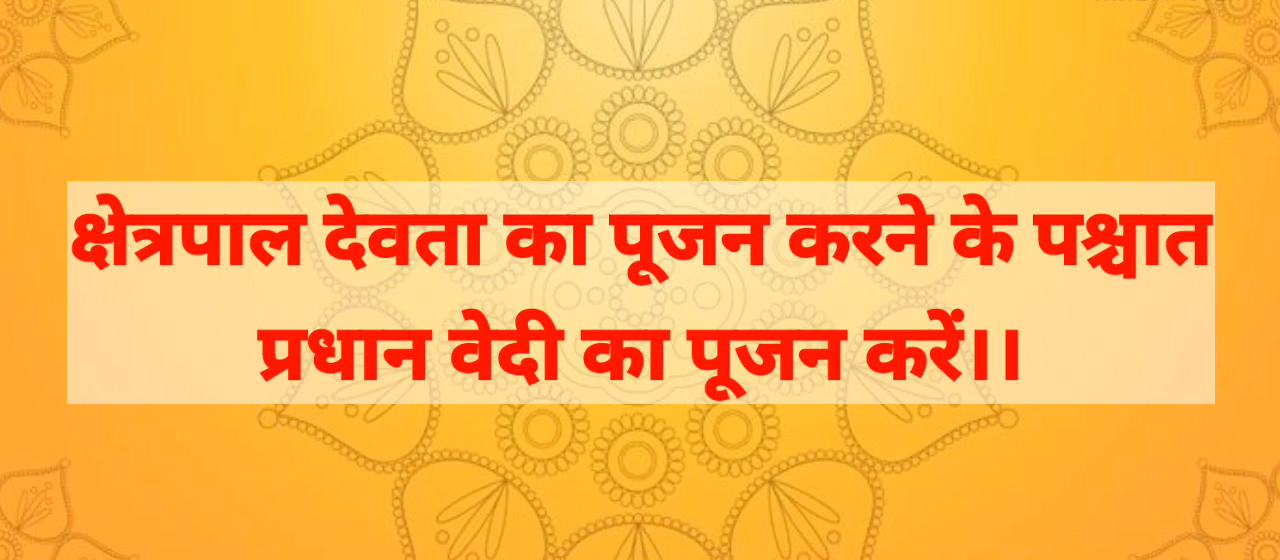 क्षेत्रपाल देवता का पूजन करने के पश्चात
प्रधान वेदी का पूजन करें।।